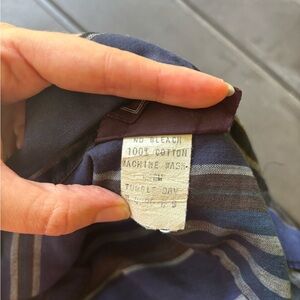 NO BLEACH
100% COTTON
MACHINE WASH
TUMBLE DRY